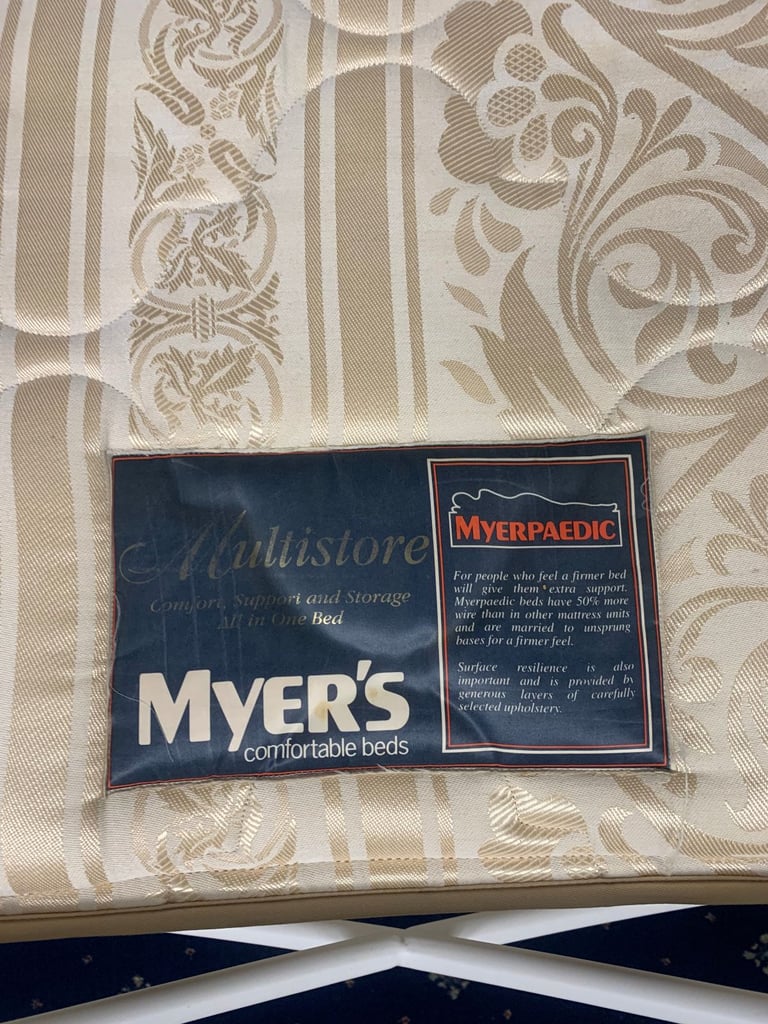 Multistore
Comfort, Support and Storage
All in One Bed
MYER'S
comfortable beds
MYERPAEDIC
For people who feel a firmer bed
will give them extra support.
Myerpaedic beds have 50% more
wire than in other mattress units
and are married to unsprung
bases for a firmer feel.
Surface resilience is also
important and is provided by
generous layers of carefully
selected upholstery.